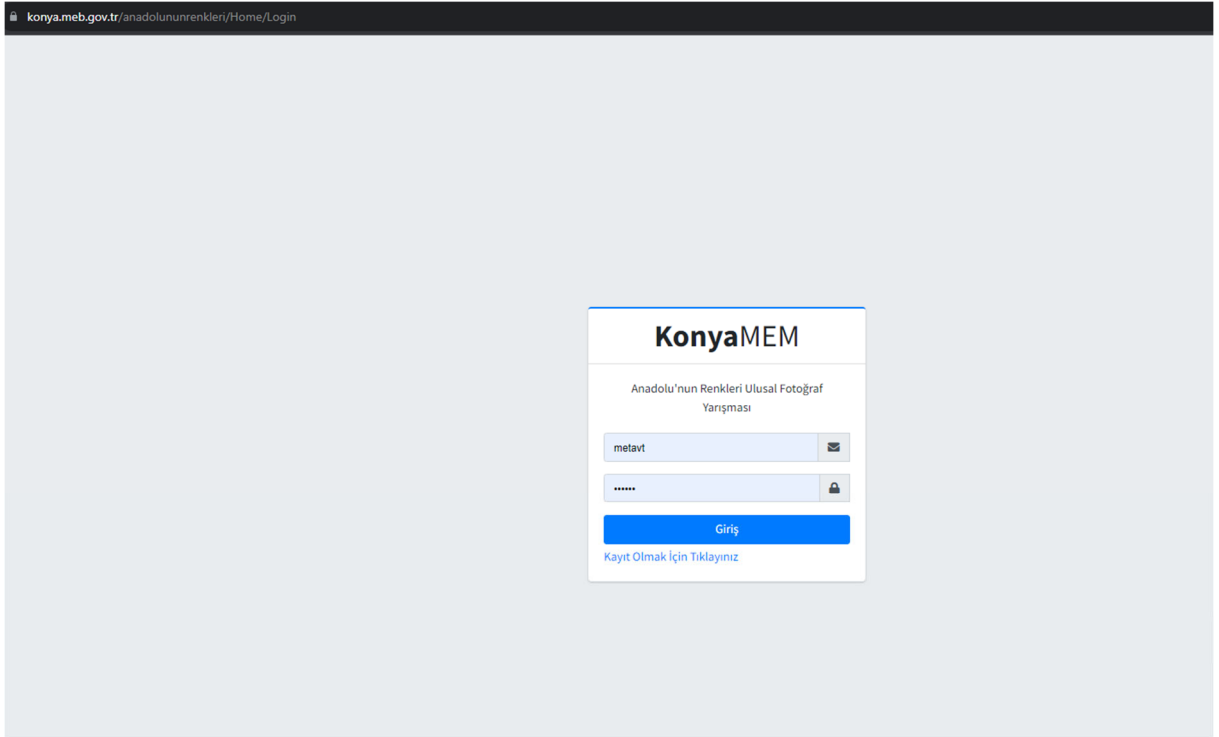 konya.meb.gov.tr/anadolununrenkleri/Home/Login
KonyaMEM
Anadolu'nun Renkleri Ulusal Fotoğraf
Yarışması
metavt
••••••
Giriş
Kayıt Olmak İçin Tıklayınız